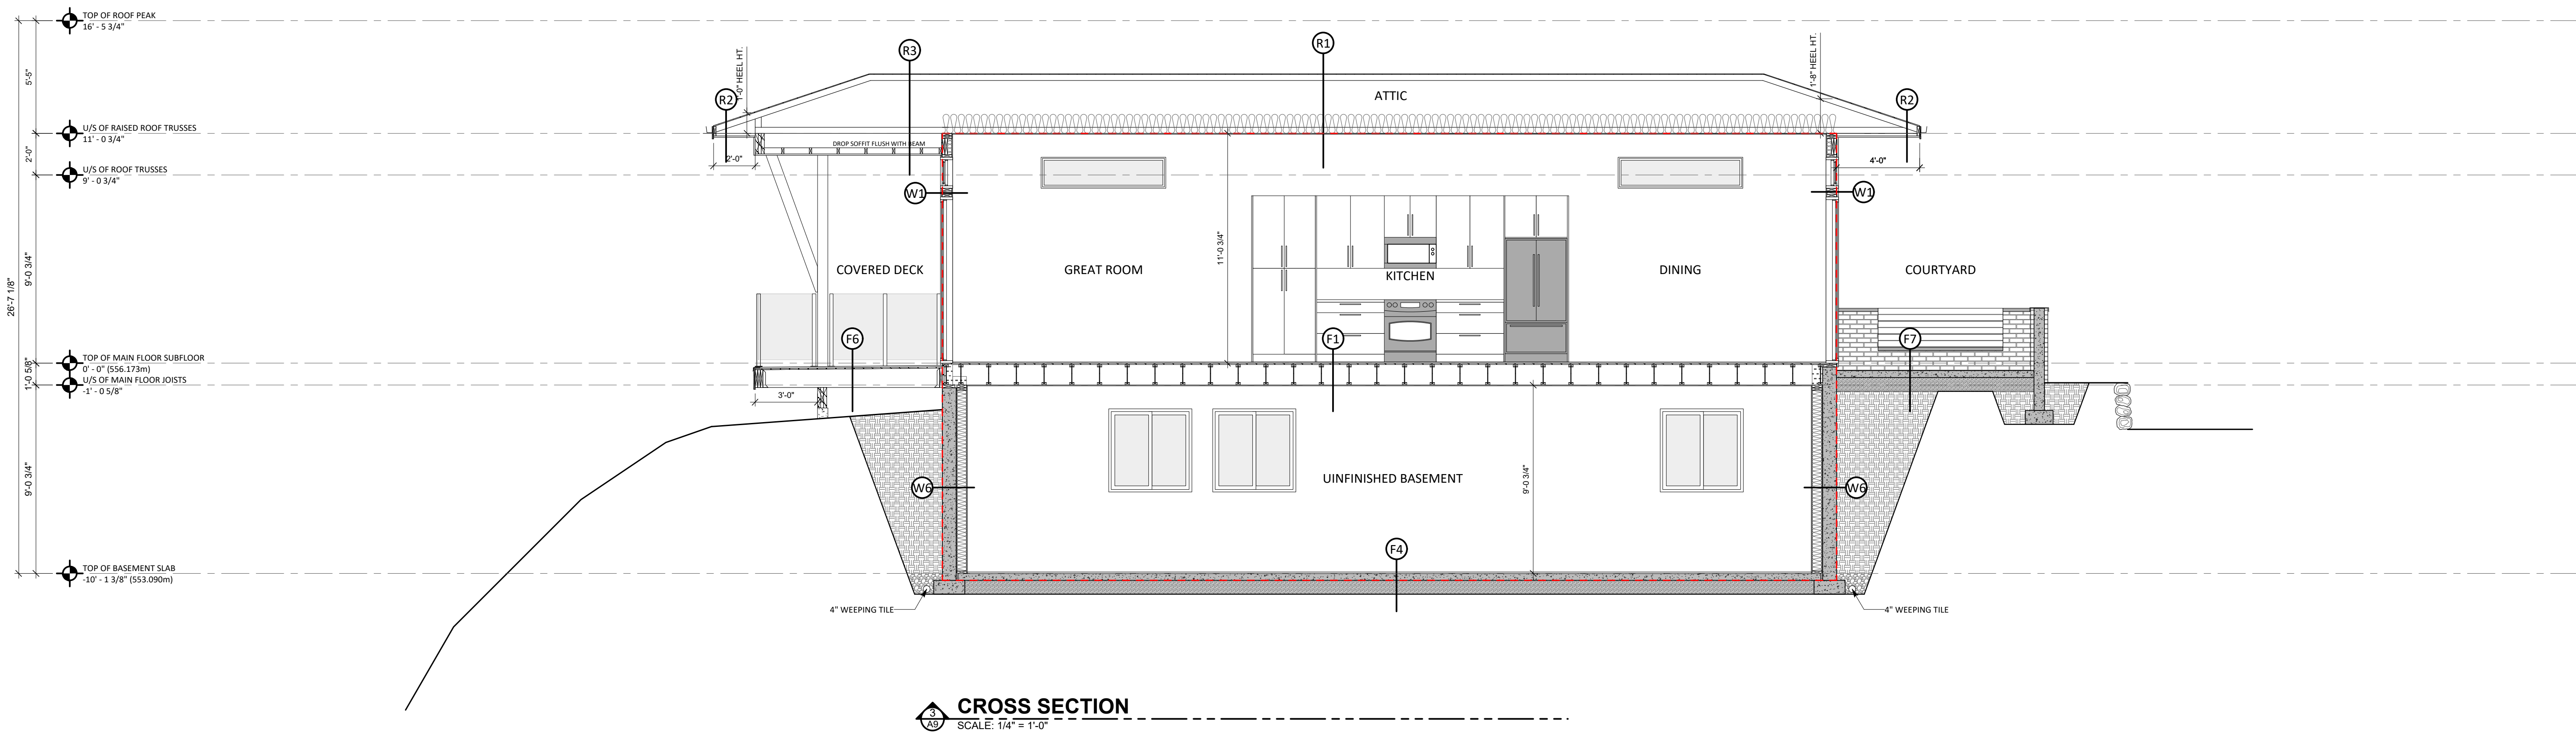 TOP OF ROOF PEAK
16' - 5 3/4"
5'-5"
U/S OF RAISED ROOF TRUSSES
11' - 0 3/4"
2'-0"
U/S OF ROOF TRUSSES
9' - 0 3/4"
9'-0 3/4"
26'-7 1/8"
TOP OF MAIN FLOOR SUBFLOOR
0' - 0" (556.173m)
1'-0 5/8"
U/S OF MAIN FLOOR JOISTS
-1' - 0 5/8"
9'-0 3/4"
TOP OF BASEMENT SLAB
-10' - 1 3/8" (553.090m)
R3
R1
1'-0" HEEL HT.
1'-8" HEEL HT.
R2
ATTIC
R2
DROP SOFFIT FLUSH WITH BEAM
2'-0"
4'-0"
W1
W1
11'-0 3/4"
COVERED DECK
GREAT ROOM
KITCHEN
DINING
COURTYARD
F6
F1
F7
3'-0"
UINFINISHED BASEMENT
9'-0 3/4"
W6
W6
F4
4" WEEPING TILE
4" WEEPING TILE
3
A9
CROSS SECTION
SCALE: 1/4" = 1'-0"